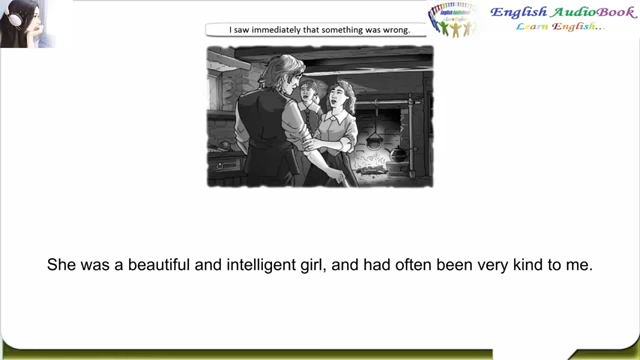 I saw immediately that something was wrong.
English AudioBook
Learn English...
She was a beautiful and intelligent girl, and had often been very kind to me.